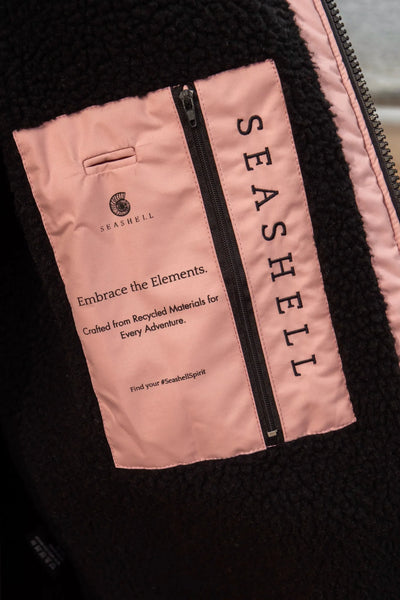 SEASHELL
Embrace the Elements.
Crafted from Recycled Materials for
Every Adventure.
Find your #SeashellSpirit
SEASHELL